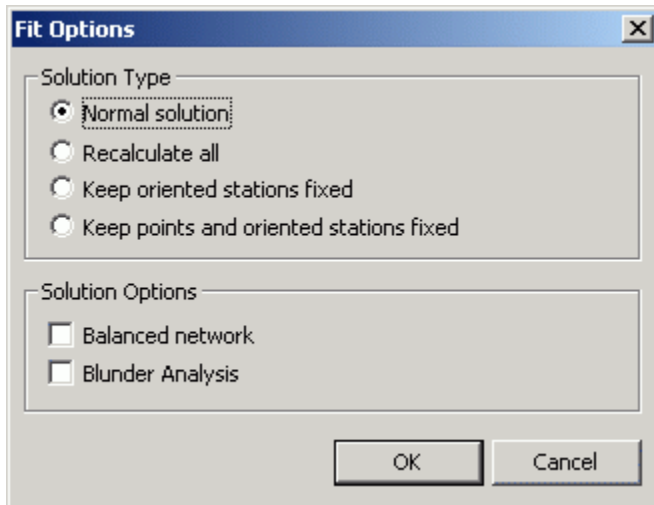 Fit Options
Solution Type
Normal solution
Recalculate all
Keep oriented stations fixed
Keep points and oriented stations fixed
Solution Options
Balanced network
Blunder Analysis
OK Cancel